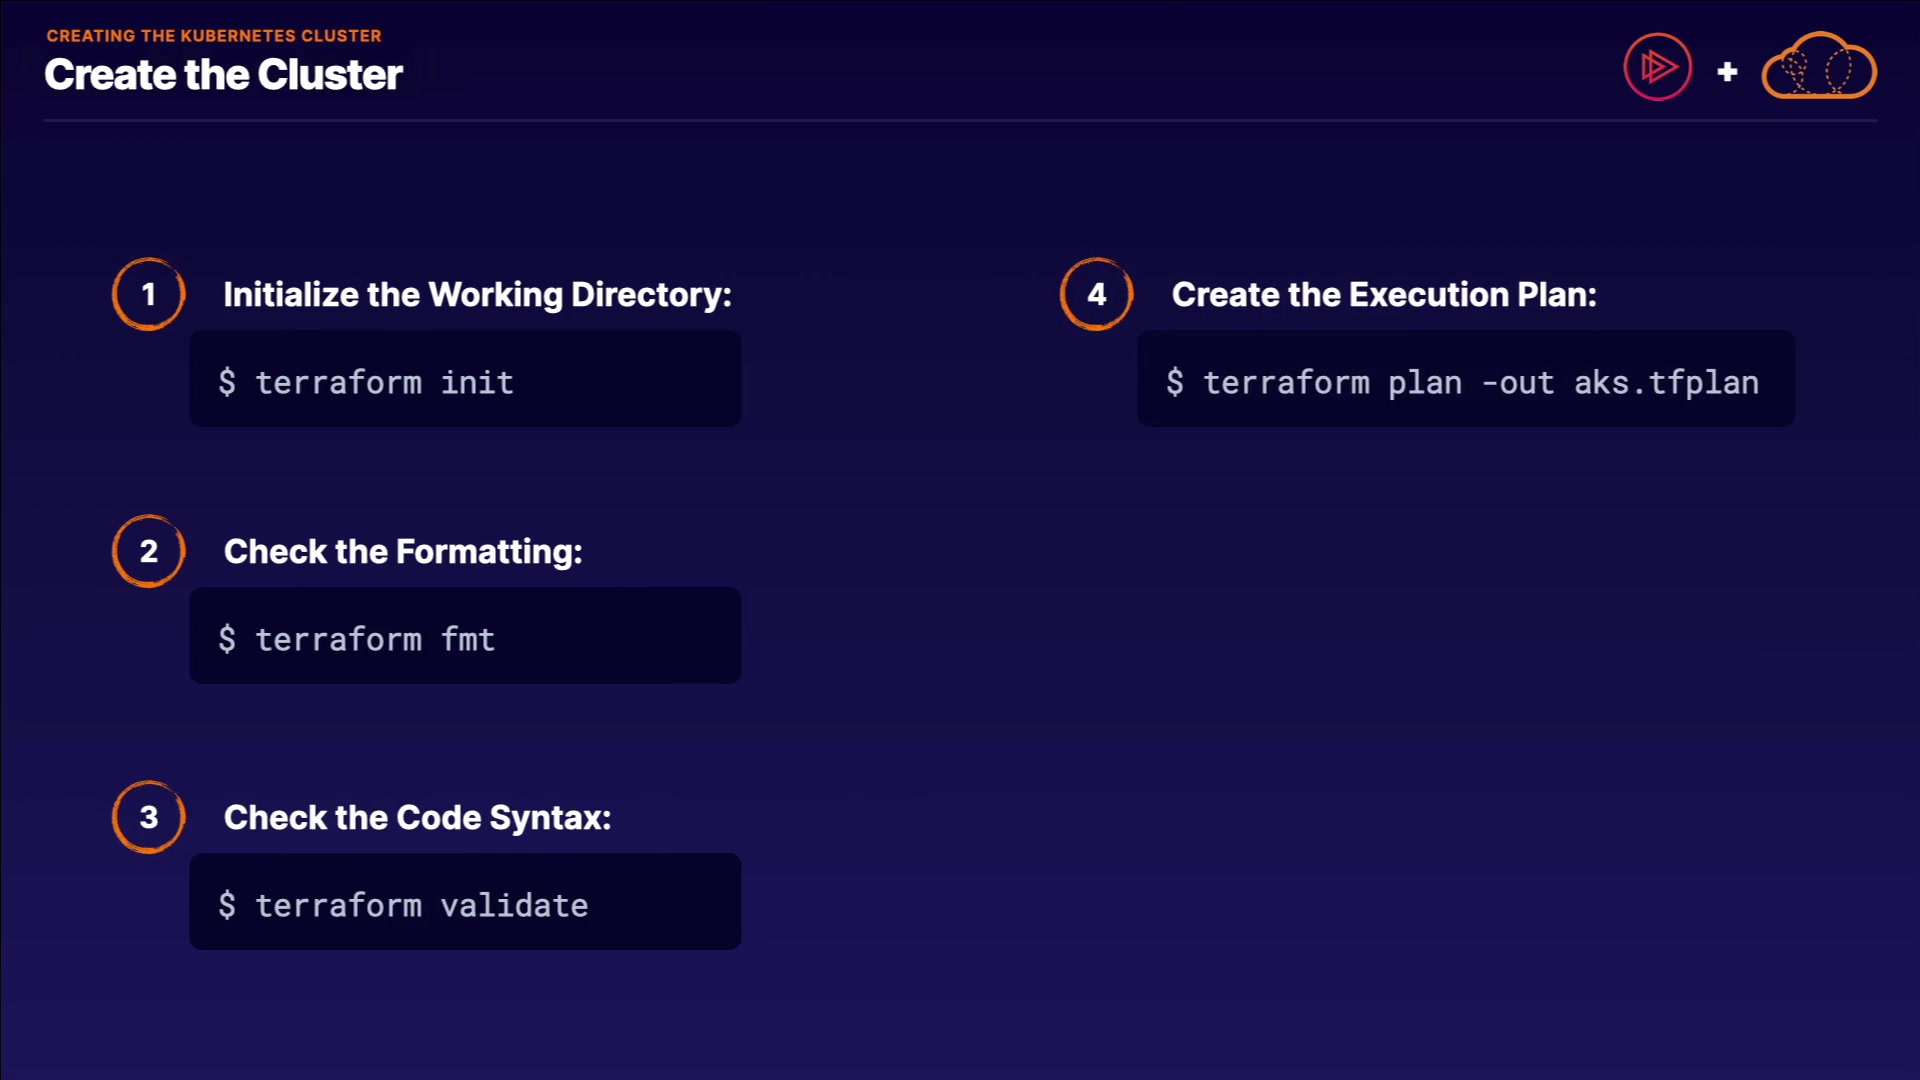 CREATING THE KUBERNETES CLUSTER
Create the Cluster
1 Initialize the Working Directory:
$ terraform init
2 Check the Formatting:
$ terraform fmt
3 Check the Code Syntax:
$ terraform validate
4 Create the Execution Plan:
$ terraform plan -out aks.tfplan